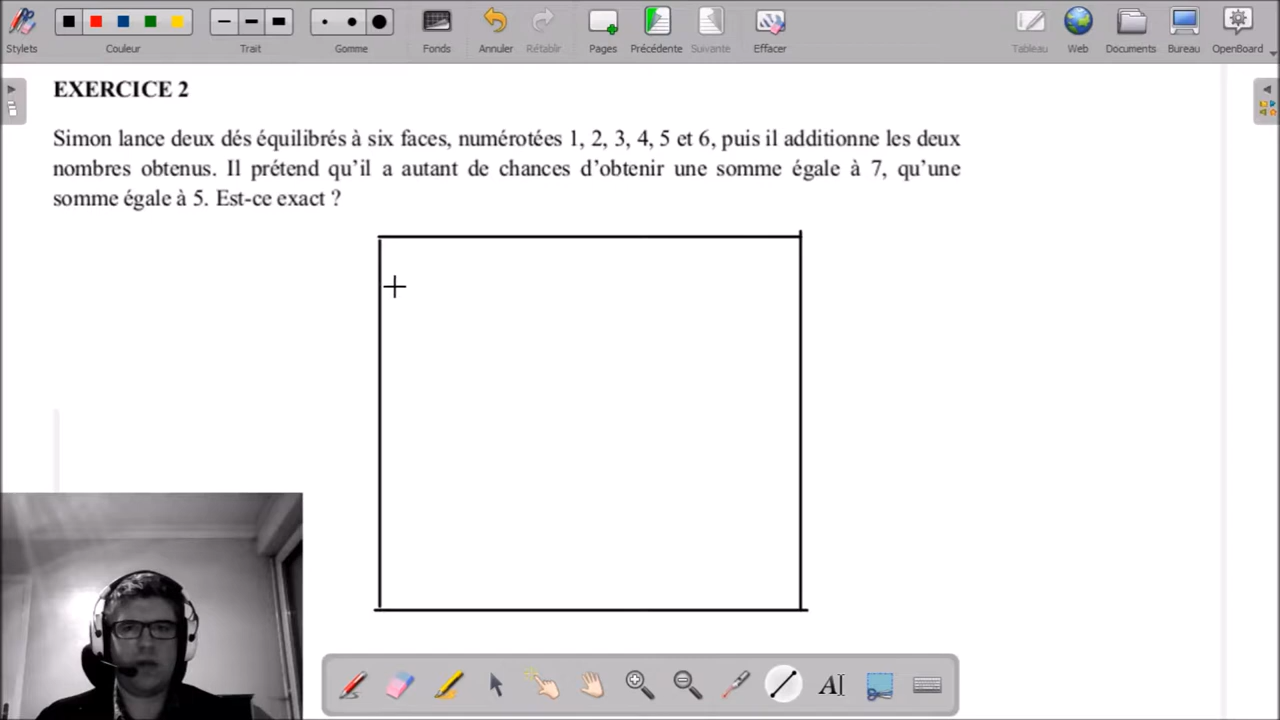 Stylets
Couleur
Trait
Gomme
Fonds
Annuler
Rétablir
Pages
Précédente
Suivante
Effacer
Tableau
Web
Documents
Bureau
OpenBoard
EXERCICE 2
Simon lance deux dés équilibrés à six faces, numérotées 1, 2, 3, 4, 5 et 6, puis il additionne les deux
nombres obtenus. Il prétend qu’il a autant de chances d’obtenir une somme égale à 7, qu’une
somme égale à 5. Est-ce exact ?